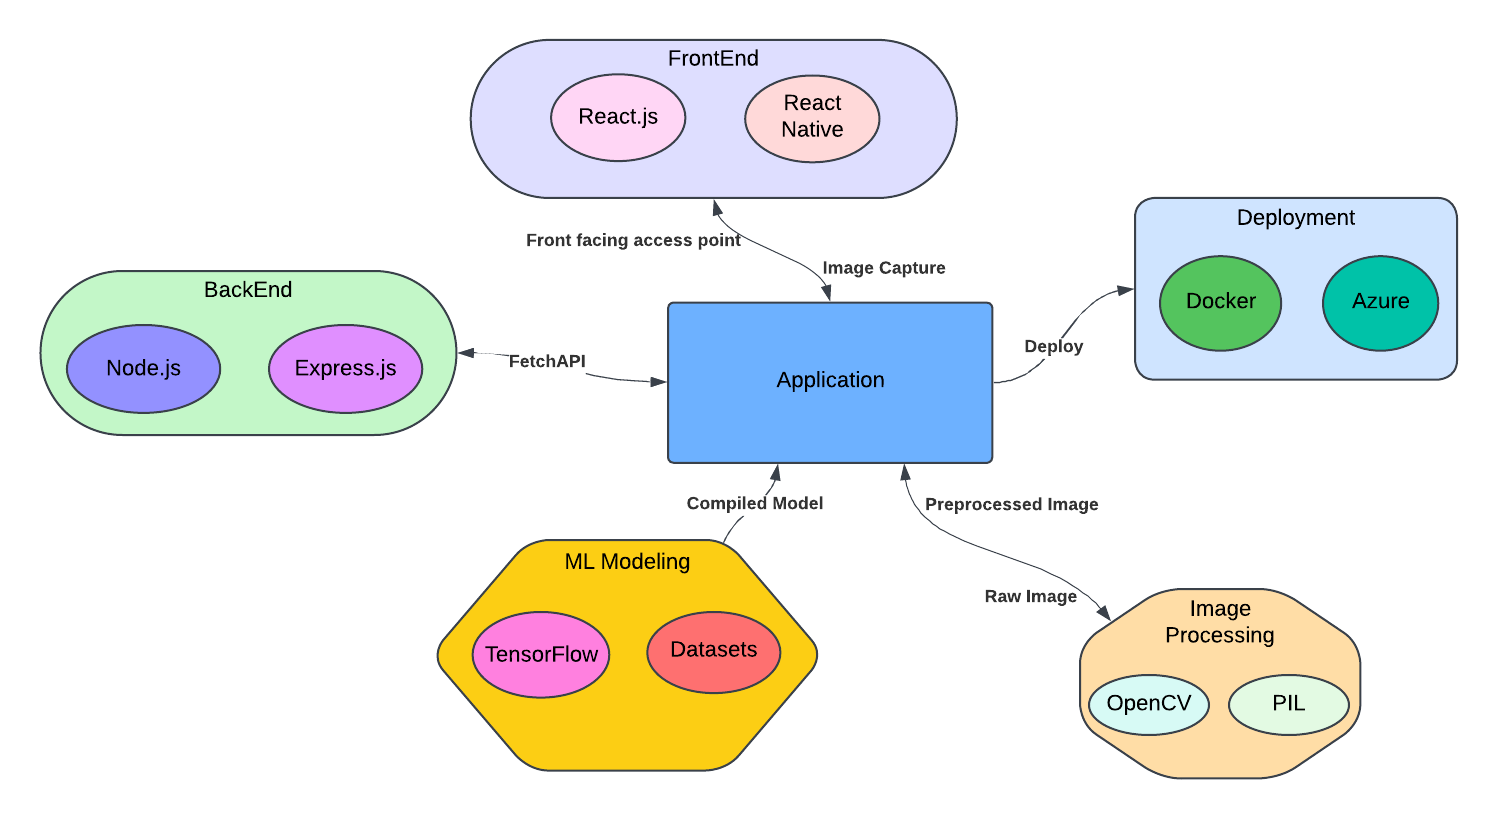 FrontEnd
React.js
React
Native
Front facing access point
Image Capture
Deployment
Docker
Azure
BackEnd
Node.js
Express.js
FetchAPI
Application
Deploy
Compiled Model
Preprocessed Image
Raw Image
ML Modeling
TensorFlow
Datasets
Image
Processing
OpenCV
PIL